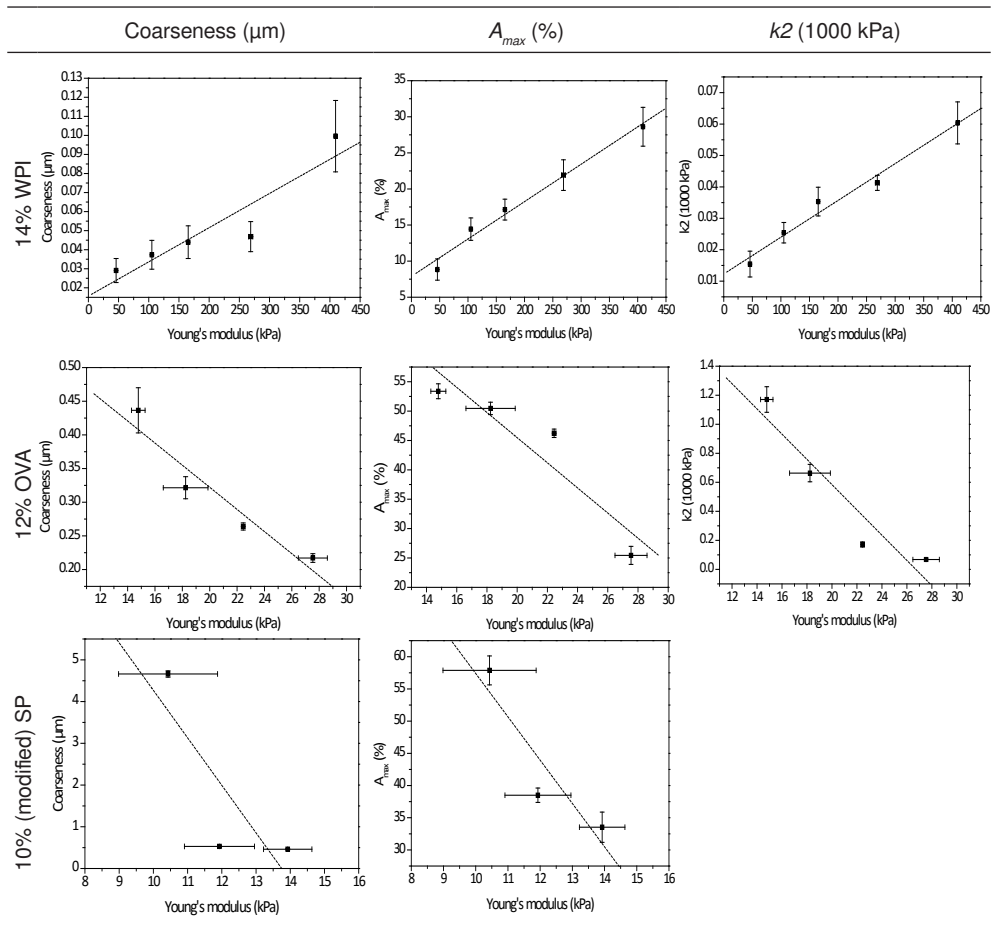 Coarseness (µm) A_max (%) k2 (1000 kPa)
14% WPI
Coarseness (µm)
0.13
0.12
0.11
0.10
0.09
0.08
0.07
0.06
0.05
0.04
0.03
0.02
0 50 100 150 200 250 300 350 400 450
Young's modulus (kPa)
A_max (%)
35
30
25
20
15
10
5
0 50 100 150 200 250 300 350 400 450
Young's modulus (kPa)
k2 (1000 kPa)
0.07
0.06
0.05
0.04
0.03
0.02
0.01
0 50 100 150 200 250 300 350 400 450
Young's modulus (kPa)
12% OVA
Coarseness (µm)
0.50
0.45
0.40
0.35
0.30
0.25
0.20
12 14 16 18 20 22 24 26 28 30
Young's modulus (kPa)
A_max (%)
55
50
45
40
35
30
25
20
14 16 18 20 22 24 26 28 30
Young's modulus (kPa)
k2 (1000 kPa)
1.4
1.2
1.0
0.8
0.6
0.4
0.2
0.0
12 14 16 18 20 22 24 26 28 30
Young's modulus (kPa)
10% (modified) SP
Coarseness (µm)
5
4
3
2
1
0
8 9 10 11 12 13 14 15 16
Young's modulus (kPa)
A_max (%)
60
55
50
45
40
35
30
8 9 10 11 12 13 14 15 16
Young's modulus (kPa)